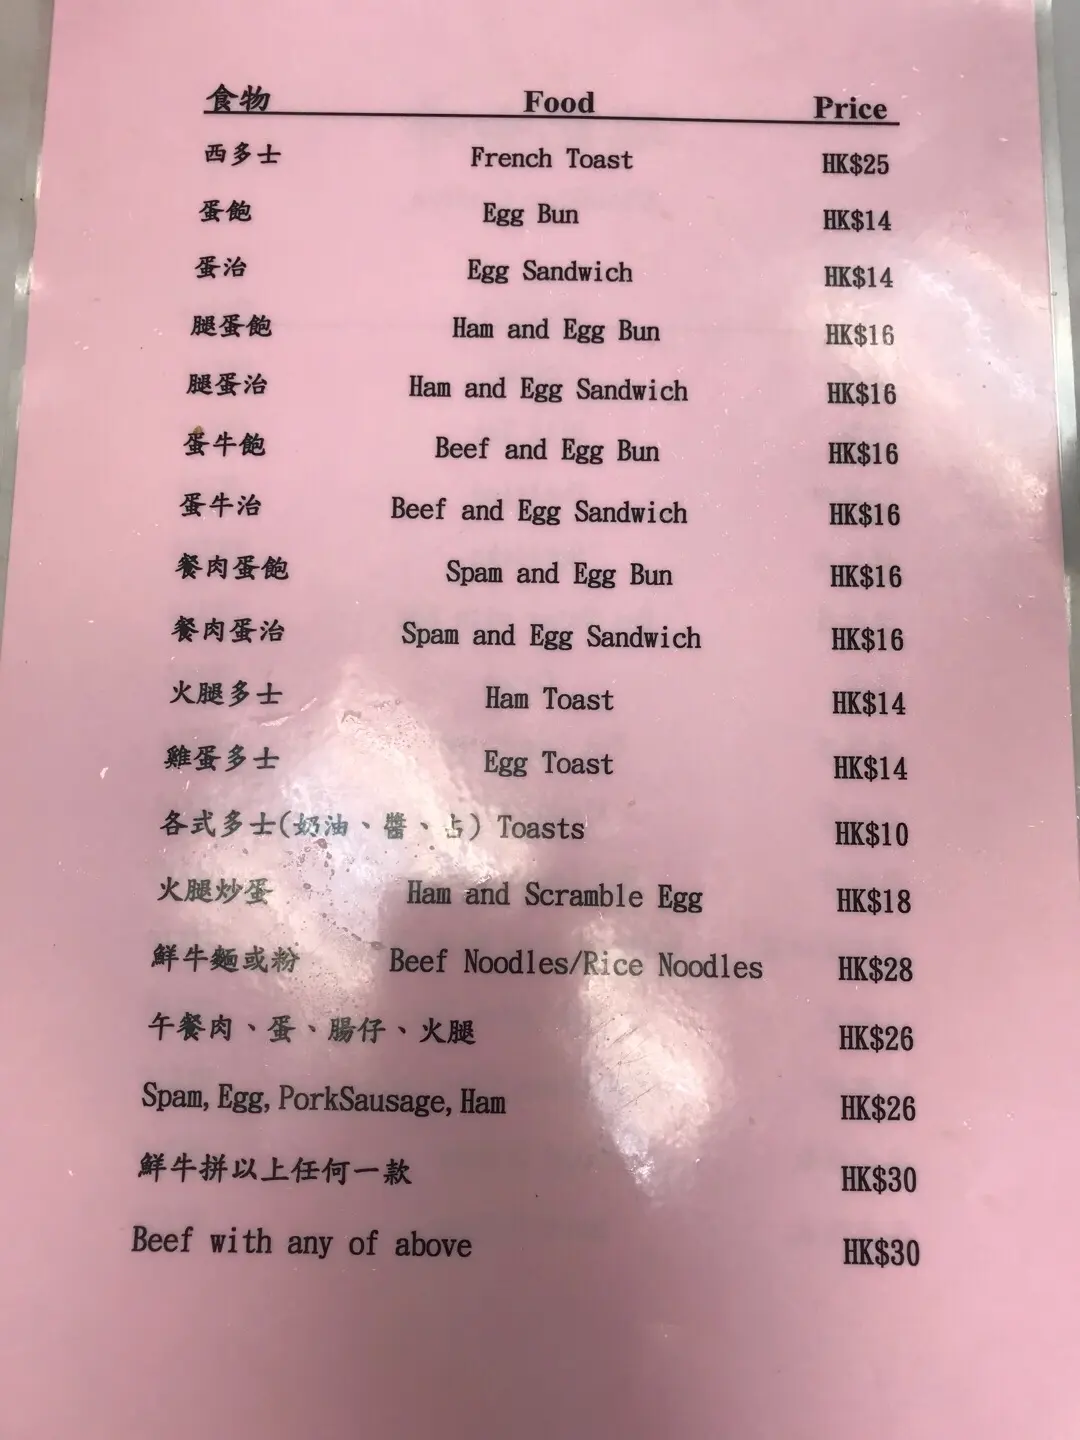 食物 Food Price
西多士 French Toast HK$25
蛋飽 Egg Bun HK$14
蛋治 Egg Sandwich HK$14
腿蛋飽 Ham and Egg Bun HK$16
腿蛋治 Ham and Egg Sandwich HK$16
蛋牛飽 Beef and Egg Bun HK$16
蛋牛治 Beef and Egg Sandwich HK$16
餐肉蛋飽 Spam and Egg Bun HK$16
餐肉蛋治 Spam and Egg Sandwich HK$16
火腿多士 Ham Toast HK$14
雞蛋多士 Egg Toast HK$14
各式多士(奶油、醬、占) Toasts HK$10
火腿炒蛋 Ham and Scramble Egg HK$18
鮮牛麵或粉 Beef Noodles/Rice Noodles HK$28
午餐肉、蛋、腸仔、火腿 HK$26
Spam, Egg, PorkSausage, Ham HK$26
鮮牛拼以上任何一款 HK$30
Beef with any of above HK$30